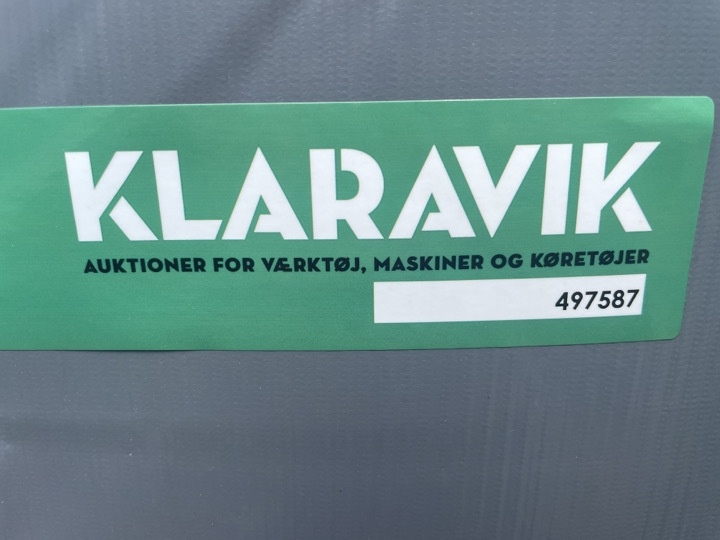 KLARAVIK
AUKTIONER FOR VÆRKTØJ, MASKINER OG KØRETØJER
497587